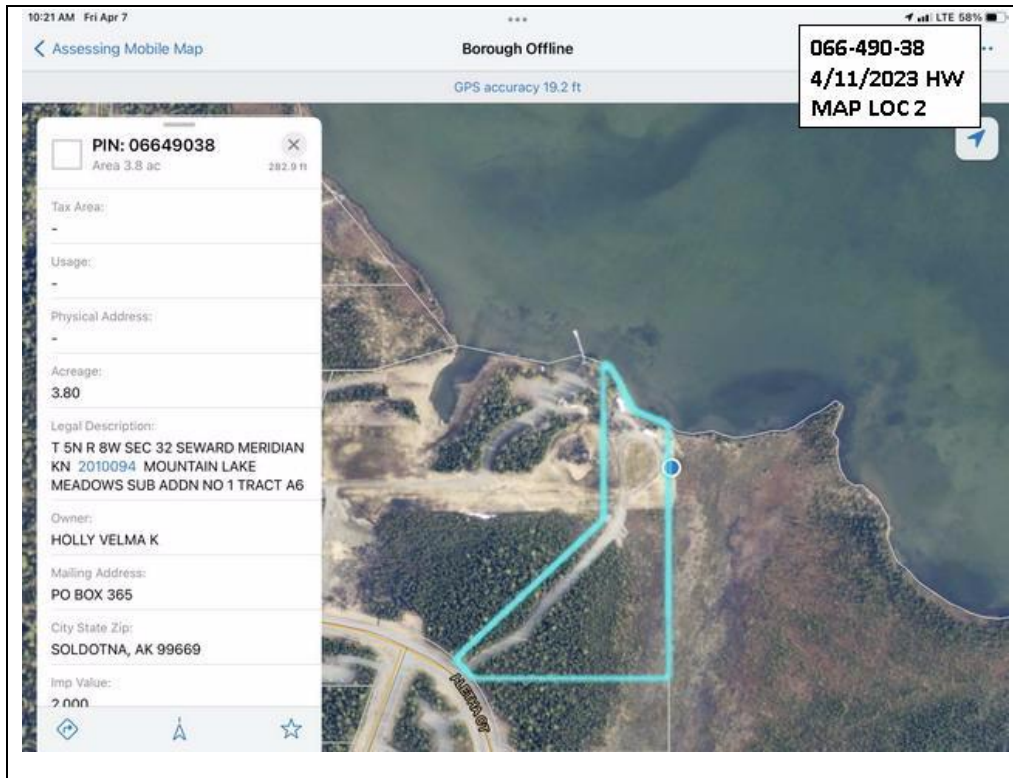 10:21 AM Fri Apr 7
LTE 58%
Assessing Mobile Map
Borough Offline
066-490-38
4/11/2023 HW
MAP LOC 2
GPS accuracy 19.2 ft
PIN: 06649038
Area 3.8 ac
282.9 ft
Tax Area:
-
Usage:
-
Physical Address:
-
Acreage:
3.80
Legal Description:
T 5N R 8W SEC 32 SEWARD MERIDIAN
KN 2010094 MOUNTAIN LAKE
MEADOWS SUB ADDN NO 1 TRACT A6
Owner:
HOLLY VELMA K
Mailing Address:
PO BOX 365
City State Zip:
SOLDOTNA, AK 99669
Imp Value:
2,000